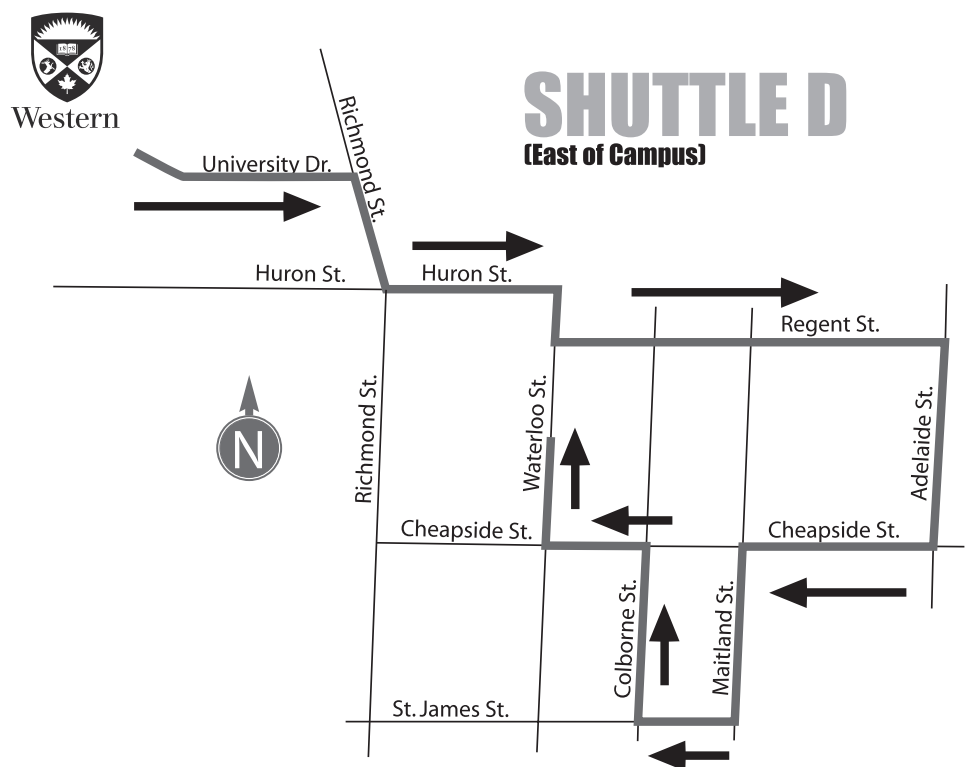 1878
Western
SHUTTLE D
(East of Campus)
Richmond St.
University Dr.
Huron St.
Huron St.
Regent St.
Richmond St.
Waterloo St.
Adelaide St.
N
Cheapside St.
Cheapside St.
Colborne St.
Maitland St.
St. James St.